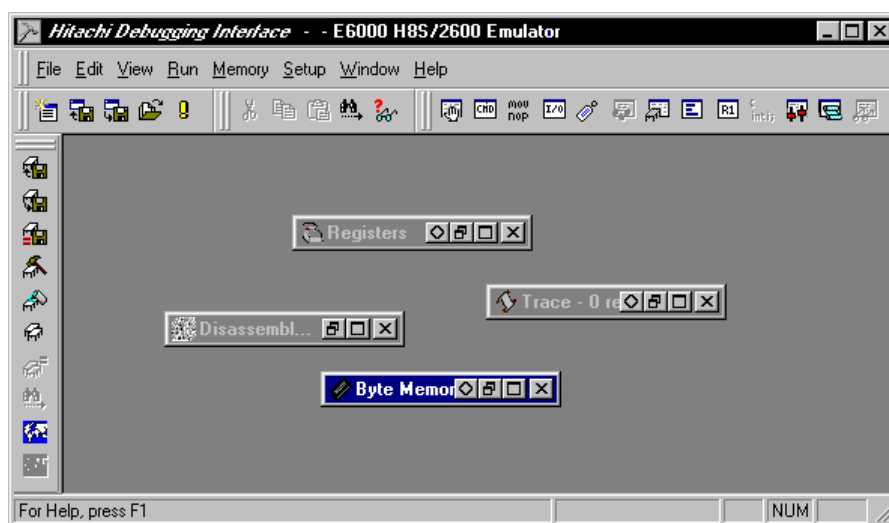 Hitachi Debugging Interface - - E6000 H8S/2600 Emulator
File Edit View Run Memory Setup Window Help
CMD MOV NOP I/O R1
Registers
Trace - 0 re
Disassembl...
Byte Memor
For Help, press F1
NUM